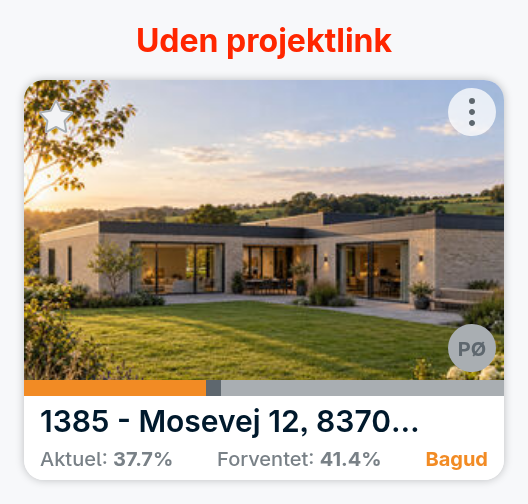 Uden projektlink
PØ
1385 - Mosevej 12, 8370...
Aktuel: 37.7% Forventet: 41.4% Bagud